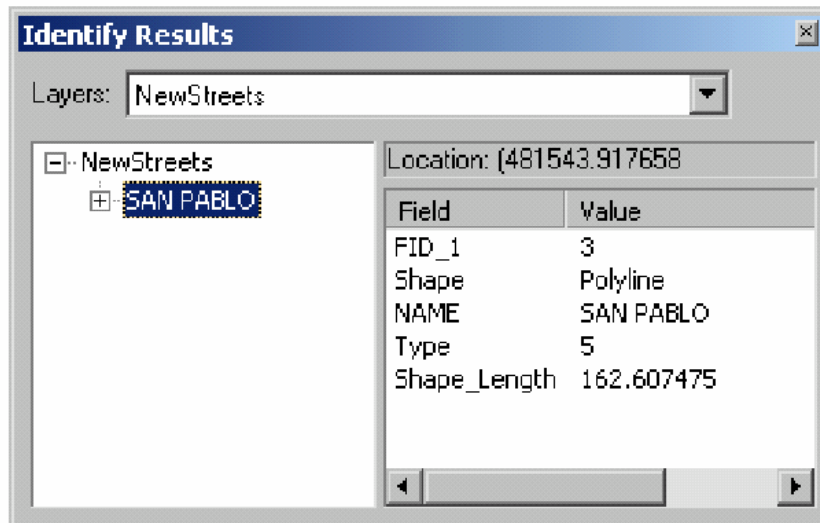 Identify Results
Layers: NewStreets
NewStreets
SAN PABLO
Location: (481543.917658
Field Value
FID_1 3
Shape Polyline
NAME SAN PABLO
Type 5
Shape_Length 162.607475